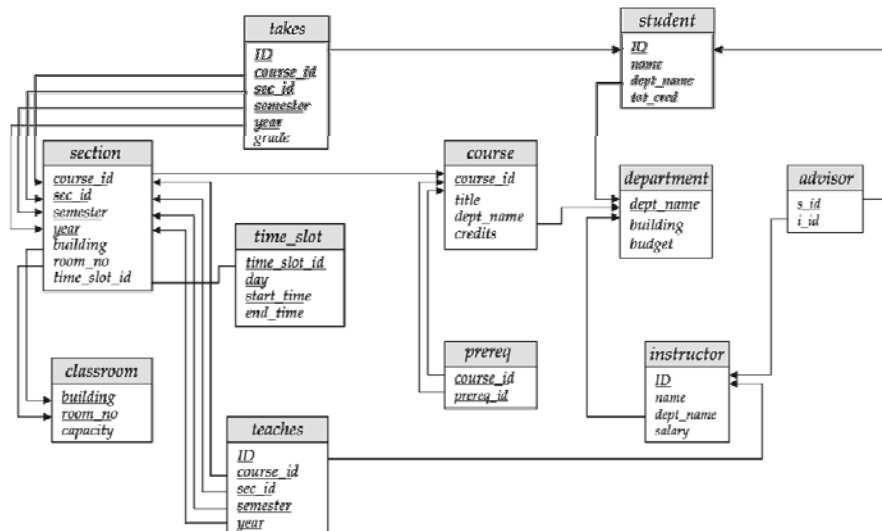 takes
ID
course_id
sec_id
semester
year
grade
student
ID
name
dept_name
tot_cred
section
course_id
sec_id
semester
year
building
room_no
time_slot_id
course
course_id
title
dept_name
credits
department
dept_name
building
budget
advisor
s_id
i_id
time_slot
time_slot_id
day
start_time
end_time
prereq
course_id
prereq_id
instructor
ID
name
dept_name
salary
classroom
building
room_no
capacity
teaches
ID
course_id
sec_id
semester
year